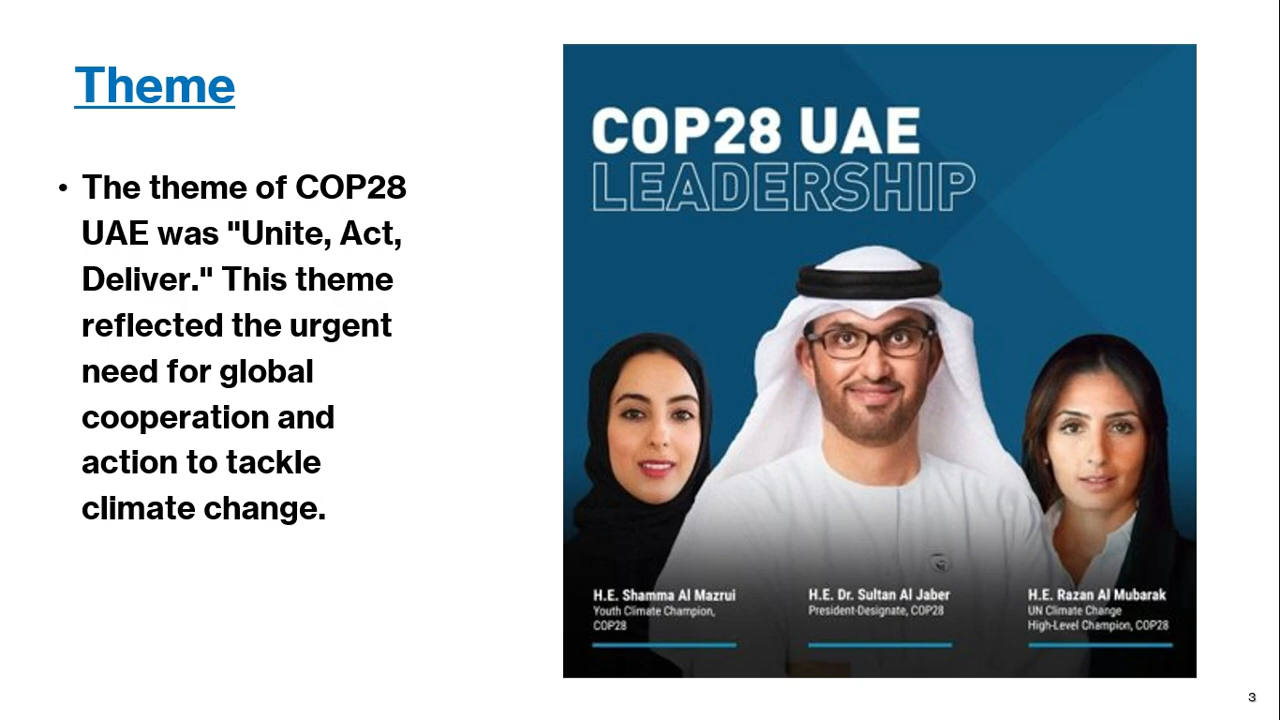 Theme
• The theme of COP28
UAE was "Unite, Act,
Deliver." This theme
reflected the urgent
need for global
cooperation and
action to tackle
climate change.
COP28 UAE
LEADERSHIP
H.E. Shamma Al Mazrui
Youth Climate Champion,
COP28
H.E. Dr. Sultan Al Jaber
President-Designate, COP28
H.E. Razan Al Mubarak
UN Climate Change
High-Level Champion, COP28
3